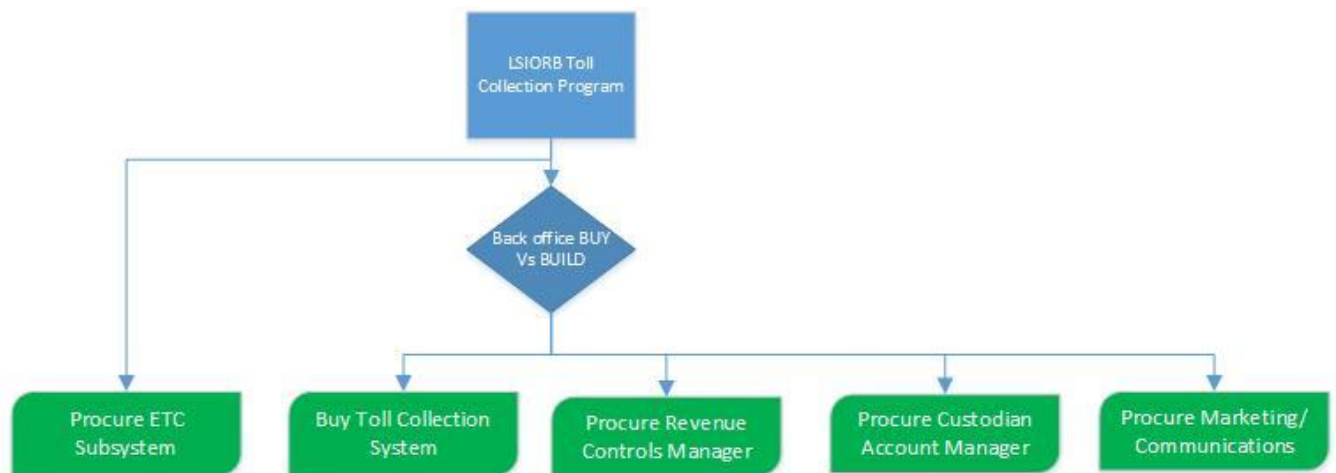 LSIORB Toll
Collection Program
Back office BUY
Vs BUILD
Procure ETC
Subsystem
Buy Toll Collection
System
Procure Revenue
Controls Manager
Procure Custodian
Account Manager
Procure Marketing/
Communications